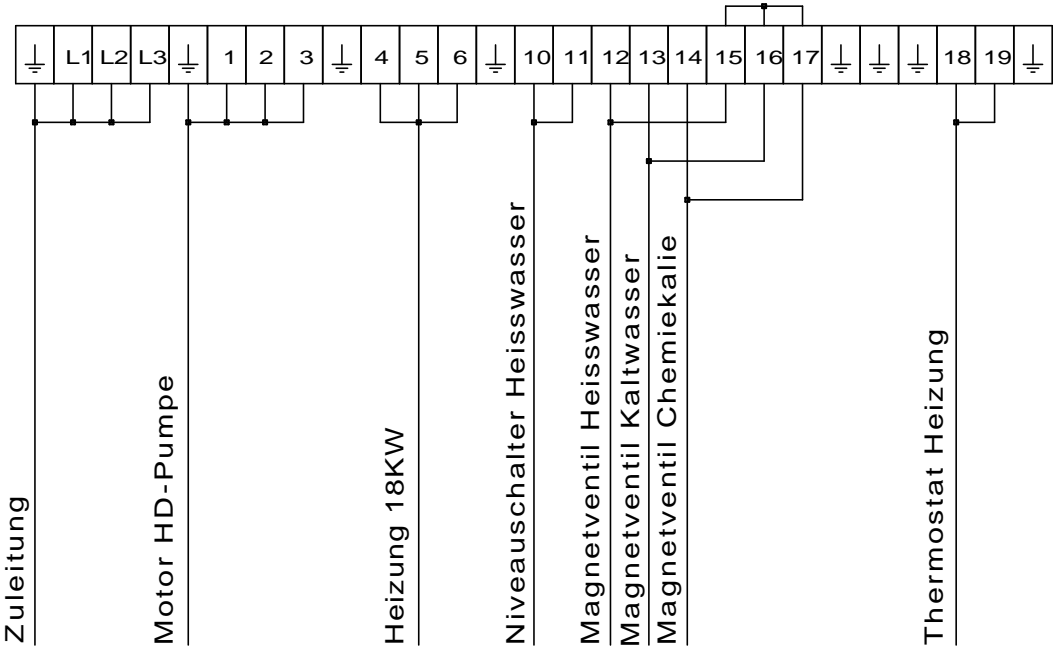 L1 L2 L3 1 2 3 4 5 6 10 11 12 13 14 15 16 17 18 19
Zuleitung
Motor HD-Pumpe
Heizung 18KW
Niveauschalter Heisswasser
Magnetventil Heisswasser
Magnetventil Kaltwasser
Magnetventil Chemiekalie
Thermostat Heizung